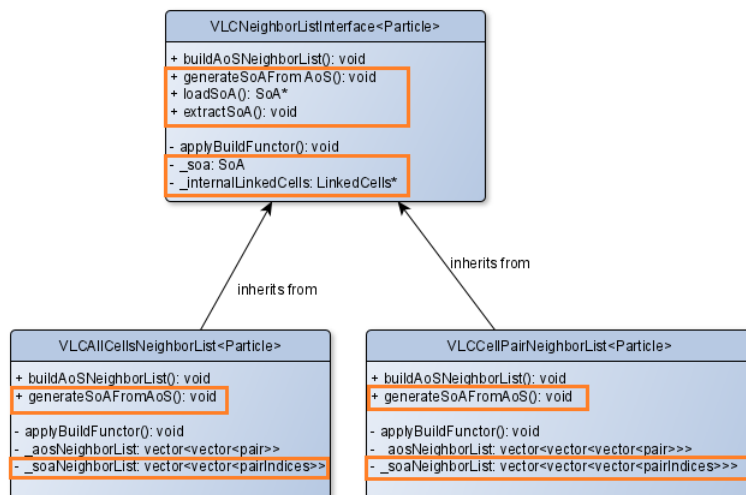 VLCNeighborListInterface<Particle>
+ buildAoSNeighborList(): void
+ generateSoAFrom AoS(): void
+ loadSoA(): SoA*
+ extractSoA(): void
- applyBuildFunctor(): void
- _soa: SoA
- _internalLinkedCells: LinkedCells*
inherits from
inherits from
VLCAllCellsNeighborList<Particle>
+ buildAoSNeighborList(): void
+ generateSoAFromAoS(): void
- applyBuildFunctor(): void
- _aosNeighborList: vector<vector<pair>>
- _soaNeighborList: vector<vector<pairIndices>>
VLCCellPairNeighborList<Particle>
+ buildAoSNeighborList(): void
+ generateSoAFromAoS(): void
- applyBuildFunctor(): void
- _aosNeighborList: vector<vector<vector<pair>>>
- _soaNeighborList: vector<vector<vector<pairIndices>>>